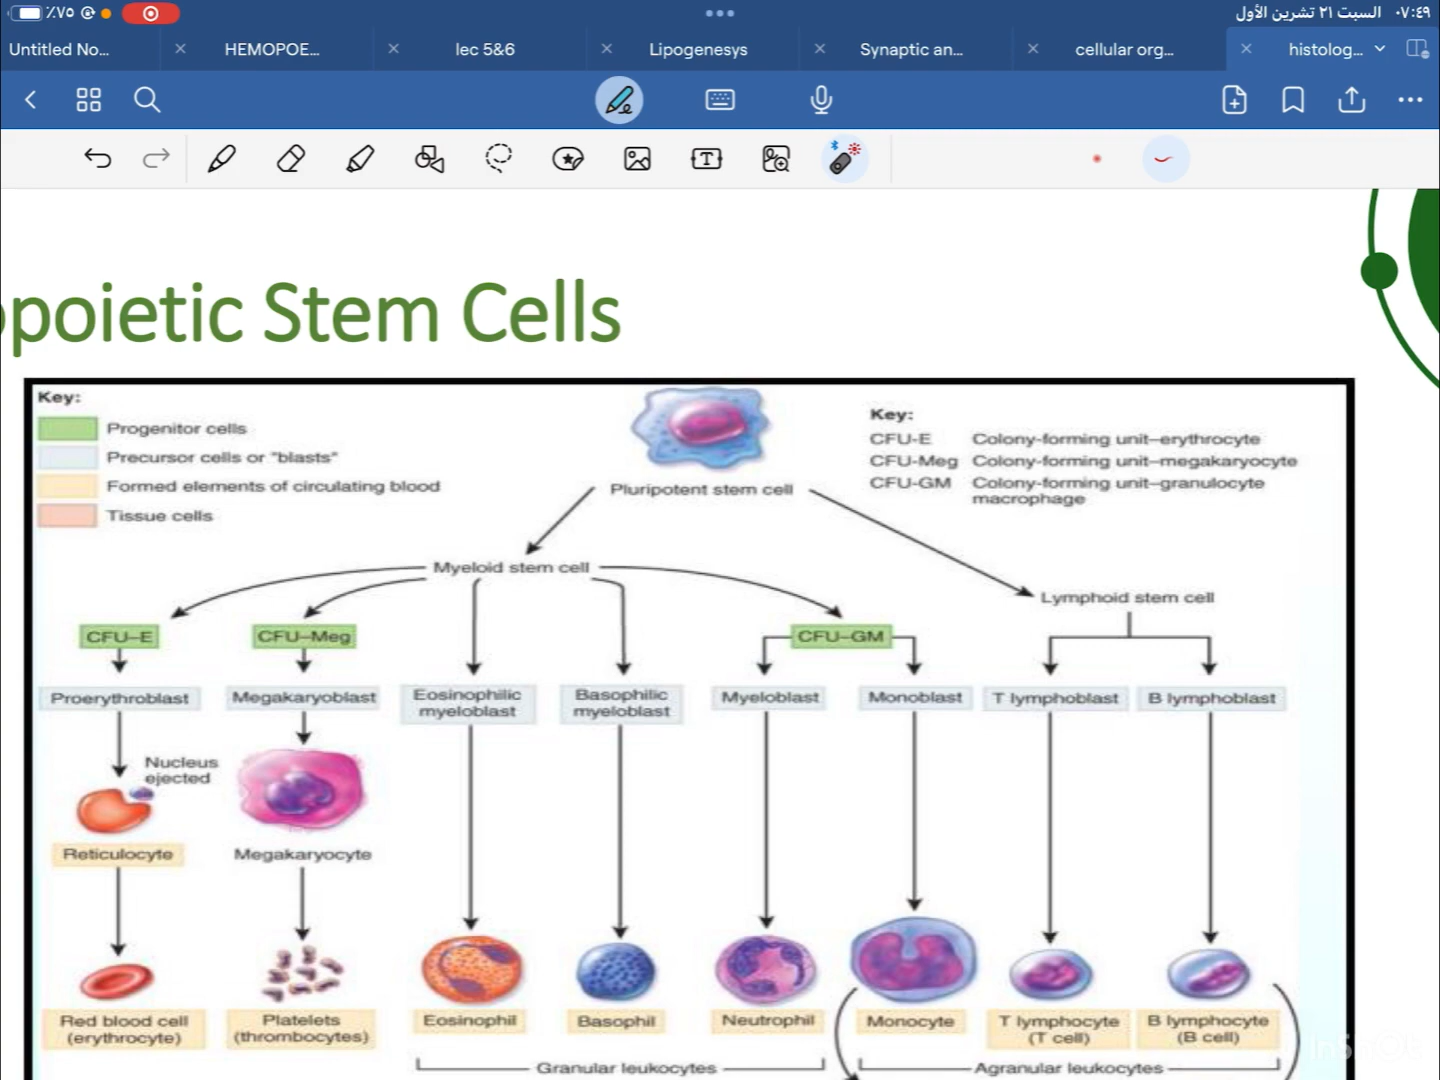 ٪٧٥
السبت ٢١ تشرين الأول ٠٧:٤٩
Untitled No...
HEMOPOE...
lec 5&6
Lipogenesys
Synaptic an...
cellular org...
histolog...
poietic Stem Cells
Key:
Progenitor cells
Precursor cells or "blasts"
Formed elements of circulating blood
Tissue cells
Pluripotent stem cell
Key:
CFU-E Colony-forming unit–erythrocyte
CFU-Meg Colony-forming unit–megakaryocyte
CFU-GM Colony-forming unit–granulocyte
macrophage
Myeloid stem cell
Lymphoid stem cell
CFU–E
CFU–Meg
CFU–GM
Proerythroblast
Megakaryoblast
Eosinophilic
myeloblast
Basophilic
myeloblast
Myeloblast
Monoblast
T lymphoblast
B lymphoblast
Nucleus
ejected
Reticulocyte
Megakaryocyte
Red blood cell
(erythrocyte)
Platelets
(thrombocytes)
Eosinophil
Basophil
Neutrophil
Monocyte
T lymphocyte
(T cell)
B lymphocyte
(B cell)
Granular leukocytes
Agranular leukocytes